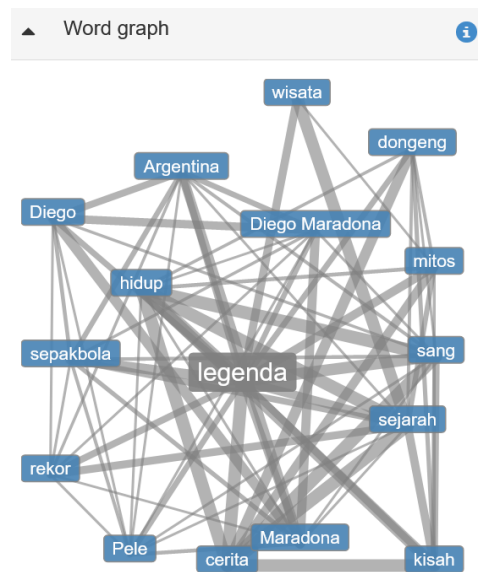 Word graph
wisata
dongeng
Argentina
Diego
Diego Maradona
mitos
hidup
sepakbola
sang
legenda
sejarah
rekor
Maradona
Pele
cerita
kisah